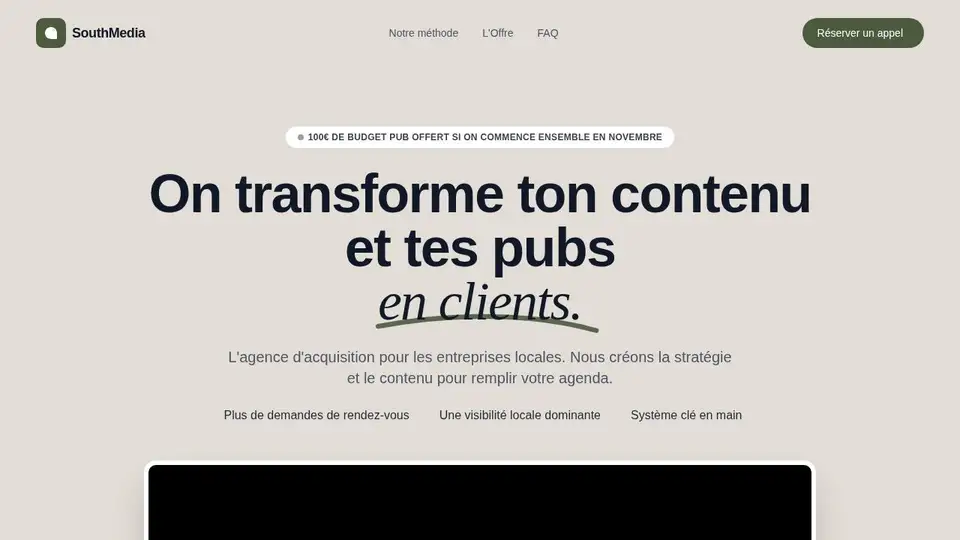 SouthMedia
Notre méthode
L'Offre
FAQ
Réserver un appel
100€ DE BUDGET PUB OFFERT SI ON COMMENCE ENSEMBLE EN NOVEMBRE
On transforme ton contenu
et tes pubs
en clients.
L'agence d'acquisition pour les entreprises locales. Nous créons la stratégie
et le contenu pour remplir votre agenda.
Plus de demandes de rendez-vous
Une visibilité locale dominante
Système clé en main